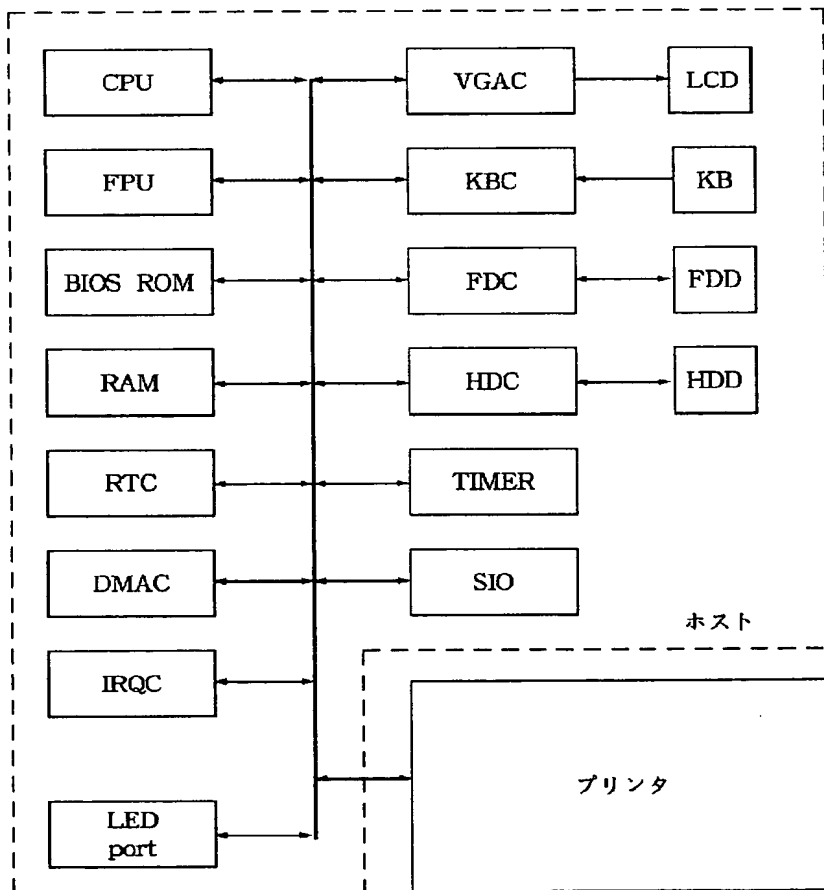 CPU
VGAC
LCD
FPU
KBC
KB
BIOS ROM
FDC
FDD
RAM
HDC
HDD
RTC
TIMER
DMAC
SIO
ホスト
IRQC
プリンタ
LED
port